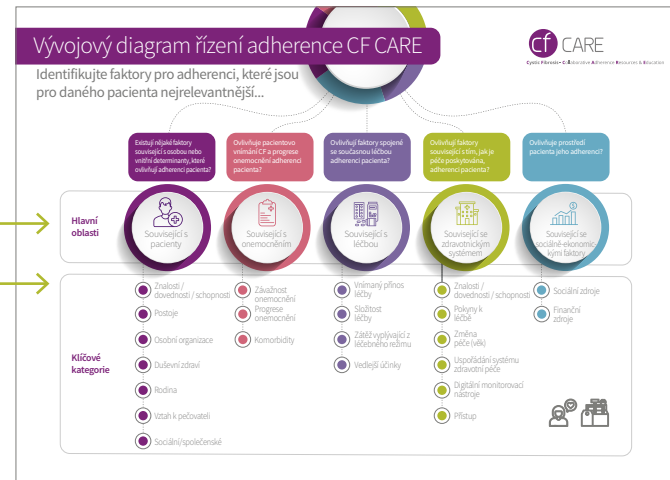 Vývojový diagram řízení adherence CF CARE
cf CARE
Cystic Fibrosis • CollAborative Adherence Resources & Education
Identifikujte faktory pro adherenci, které jsou
pro daného pacienta nejrelevantnější...
Existují nějaké faktory
související s osobou nebo
vnitřní determinanty, které
ovlivňují adherenci pacienta?
Ovlivňuje pacientovo
vnímání CF a progrese
onemocnění adherenci
pacienta?
Ovlivňují faktory spojené
se současnou léčbou
adherenci pacienta?
Ovlivňují faktory
související s tím, jak je
péče poskytována,
adherenci pacienta?
Ovlivňuje prostředí
pacienta jeho adherenci?
Hlavní
oblasti
Související s
pacienty
Související s
onemocněním
Související s
léčbou
Související se
zdravotnickým
systémem
Související se
sociálně-ekonomic-
kými faktory
Klíčové
kategorie
Znalosti /
dovednosti / schopnosti
Postoje
Osobní organizace
Duševní zdraví
Rodina
Vztah k pečovateli
Sociální/společenské
Závažnost
onemocnění
Progrese
onemocnění
Komorbidity
Vnímaný přínos
léčby
Složitost
léčby
Zátěž vyplývající z
léčebného režimu
Vedlejší účinky
Znalosti /
dovednosti / schopnosti
Pokyny k
léčbě
Změna
péče (věk)
Uspořádání systému
zdravotní péče
Digitální monitorovací
nástroje
Přístup
Sociální zdroje
Finanční
zdroje